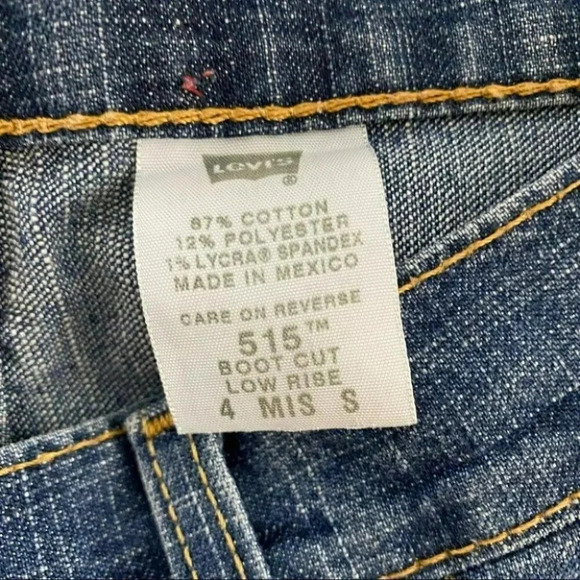 Levi's ®
87% COTTON
12% POLYESTER
1% LYCRA® SPANDEX
MADE IN MEXICO
CARE ON REVERSE
515™
BOOT CUT
LOW RISE
4 MIS S